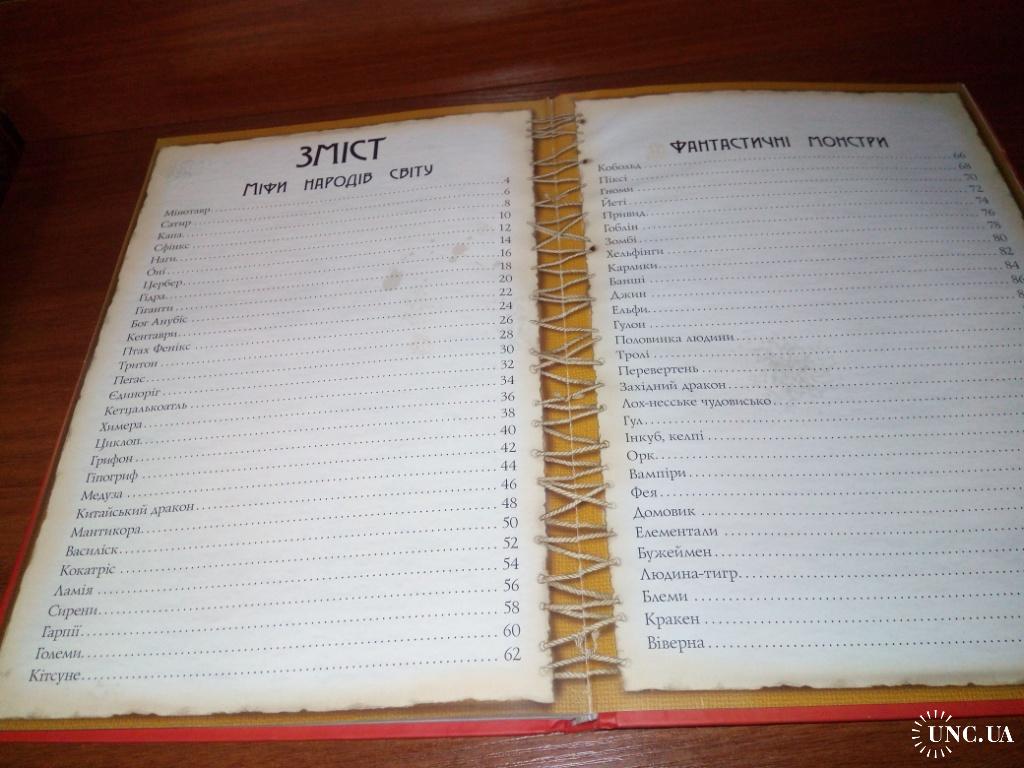 ЗМІСТ
МІФИ НАРОДІВ СВІТУ
Мінотавр 4
Сатир 6
Капа 8
Сфінкс 10
Наги 12
Оні 14
Цербер 16
Гідра 18
Гіганти 20
Бог Анубіс 22
Кентаври 24
Птах Фенікс 26
Тритон 28
Пегас 30
Єдиноріг 32
Кетцалькоатль 34
Химера 36
Циклоп 38
Грифон 40
Гіпогриф 42
Медуза 44
Китайський дракон 46
Мантикора 48
Василіск 50
Кокатріс 52
Ламія 54
Сирени 56
Гарпії 58
Големи 60
Кітсуне 62
ФАНТАСТИЧНІ МОНСТРИ
Кобольд 66
Піксі 68
Гноми 70
Йеті 72
Привид 74
Гоблін 76
Зомбі 78
Хельфінги 80
Карлики 82
Банші 84
Джин 86
Ельфи
Гулон
Половинка людини
Тролі
Перевертень
Західний дракон
Лох-несське чудовисько
Гул
Інкуб, келпі
Орк
Вампіри
Фея
Домовик
Елементали
Бужеймен
Людина-тигр
Блеми
Кракен
Віверна
UNC.UA